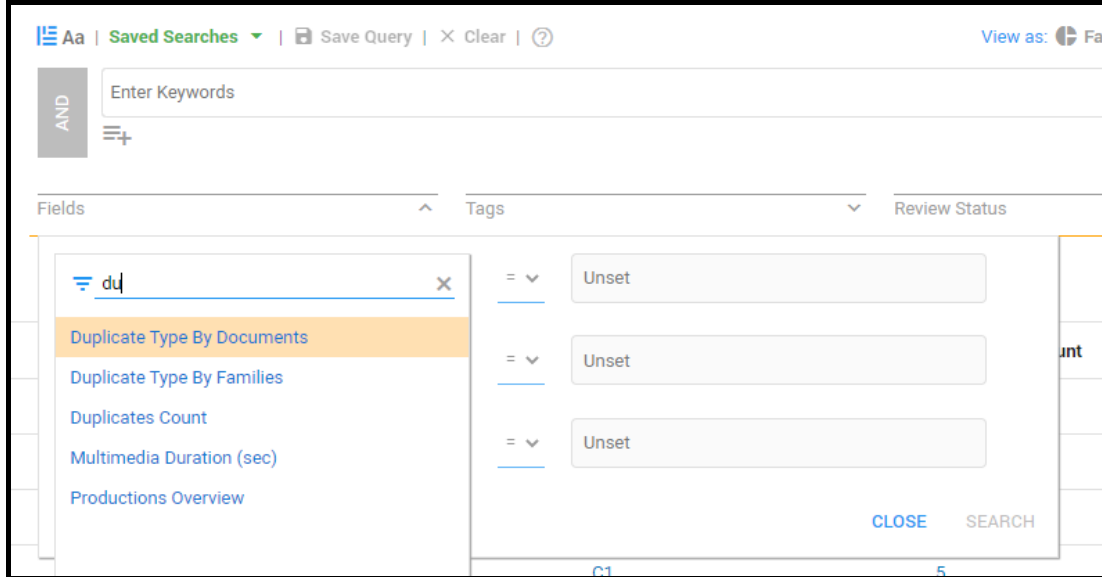 Aa | Saved Searches | Save Query | Clear |
View as: Fa
AND
Enter Keywords
Fields
Tags
Review Status
du
= Unset
Duplicate Type By Documents
unt
Duplicate Type By Families
= Unset
Duplicates Count
Multimedia Duration (sec)
= Unset
Productions Overview
CLOSE SEARCH
C1
5